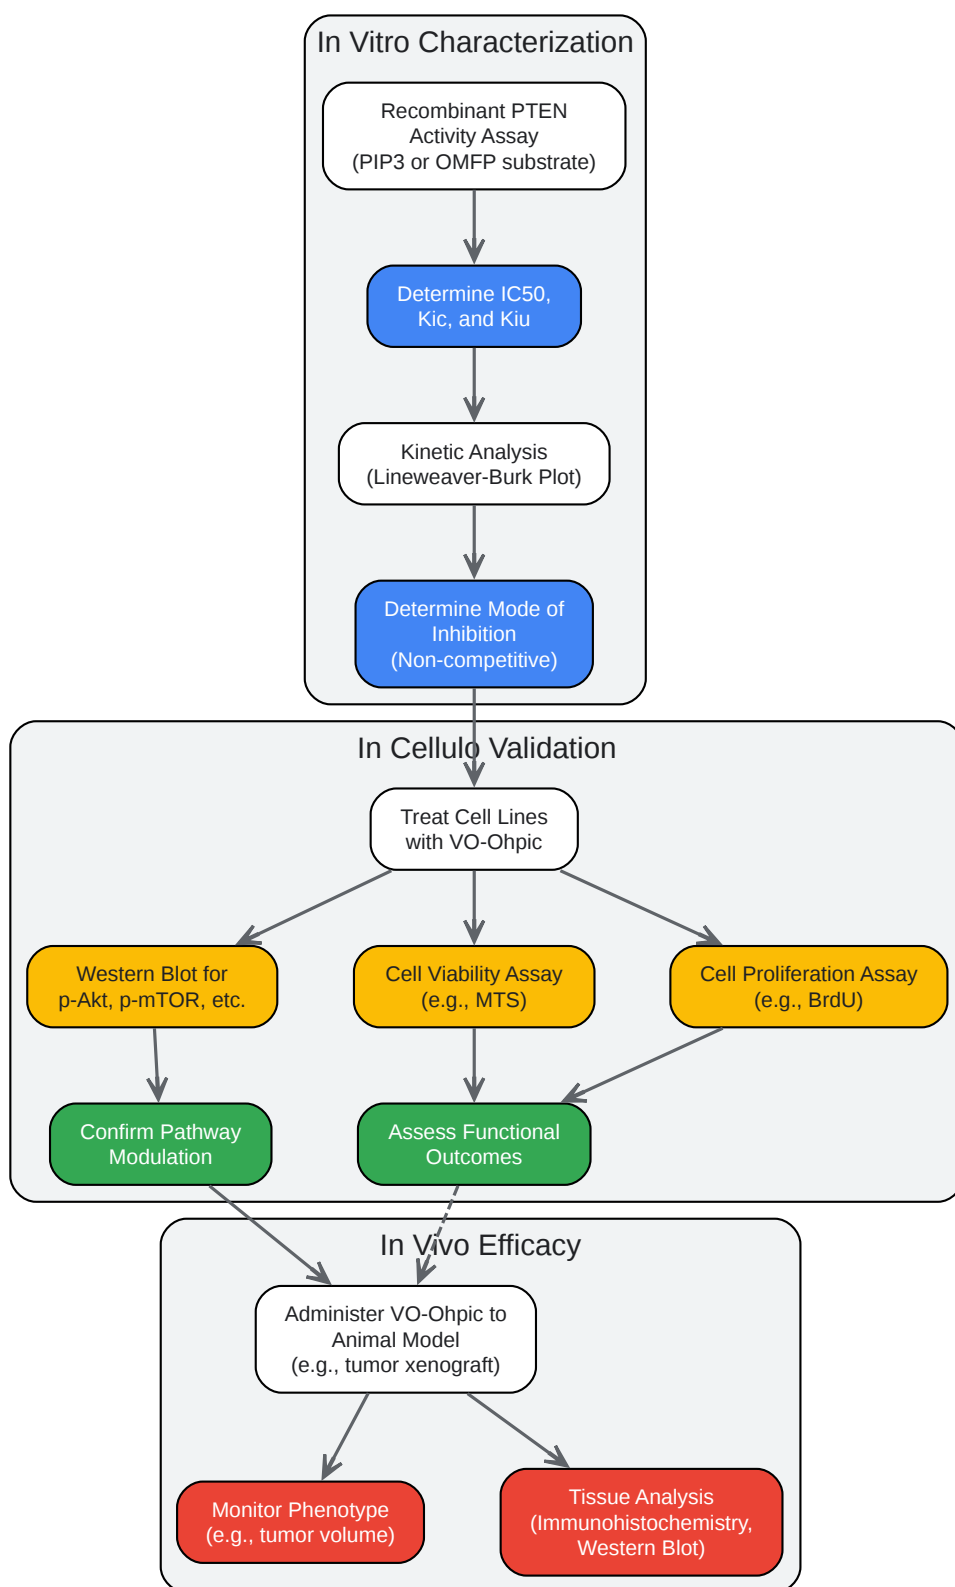 In Vitro Characterization
Recombinant PTEN
Activity Assay
(PIP3 or OMFP substrate)
Determine IC50,
Kic, and Kiu
Kinetic Analysis
(Lineweaver-Burk Plot)
Determine Mode of
Inhibition
(Non-competitive)
In Cellulo Validation
Treat Cell Lines
with VO-Ohpic
Western Blot for
p-Akt, p-mTOR, etc.
Cell Viability Assay
(e.g., MTS)
Cell Proliferation Assay
(e.g., BrdU)
Confirm Pathway
Modulation
Assess Functional
Outcomes
In Vivo Efficacy
Administer VO-Ohpic to
Animal Model
(e.g., tumor xenograft)
Monitor Phenotype
(e.g., tumor volume)
Tissue Analysis
(Immunohistochemistry,
Western Blot)